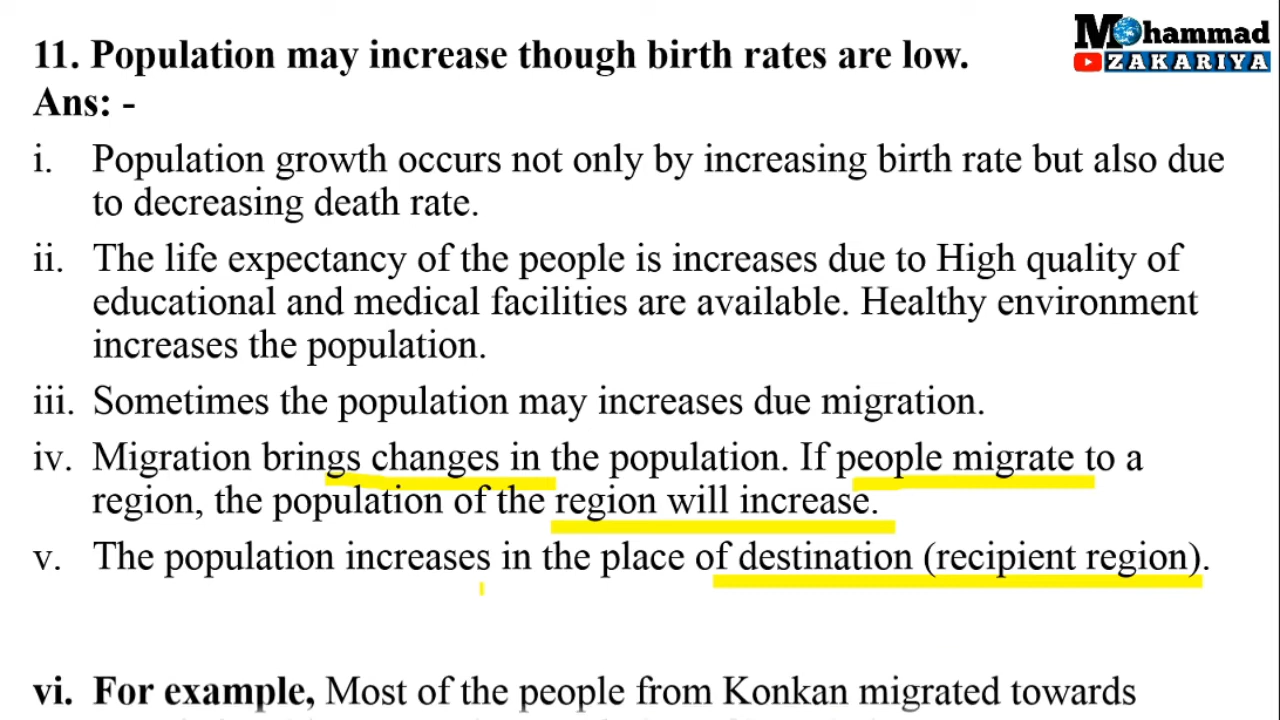 Mohammad
ZAKARIYA
11. Population may increase though birth rates are low.
Ans: -
i. Population growth occurs not only by increasing birth rate but also due
to decreasing death rate.
ii. The life expectancy of the people is increases due to High quality of
educational and medical facilities are available. Healthy environment
increases the population.
iii. Sometimes the population may increases due migration.
iv. Migration brings changes in the population. If people migrate to a
region, the population of the region will increase.
v. The population increases in the place of destination (recipient region).
vi. For example, Most of the people from Konkan migrated towards